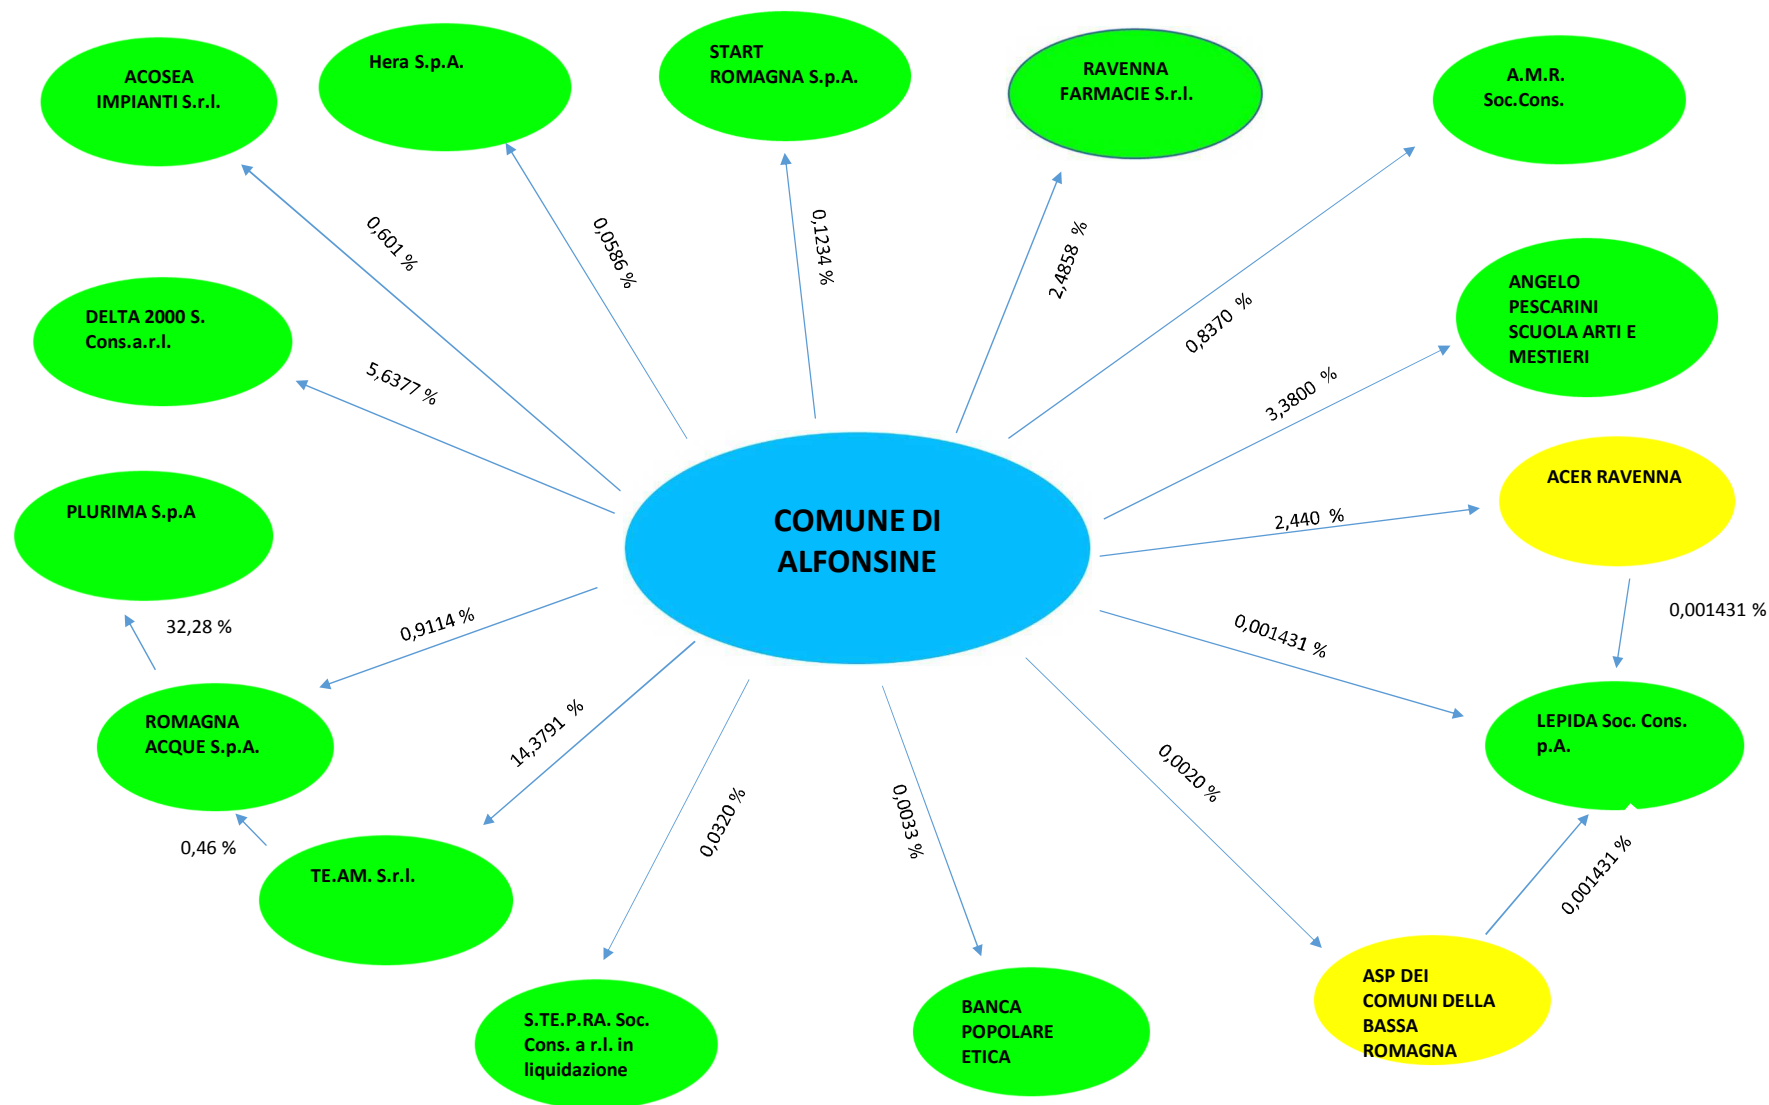 ACOSEA
IMPIANTI S.r.l.
Hera S.p.A.
START
ROMAGNA S.p.A.
RAVENNA
FARMACIE S.r.l.
A.M.R.
Soc.Cons.
0,601 %
0,0586 %
0,1234 %
2,4858 %
0,8370 %
ANGELO
PESCARINI
SCUOLA ARTI E
MESTIERI
DELTA 2000 S.
Cons.a.r.l.
5,6377 %
3,3800 %
ACER RAVENNA
PLURIMA S.p.A
COMUNE DI
ALFONSINE
2,440 %
32,28 %
0,9114 %
0,001431 %
0,001431 %
ROMAGNA
ACQUE S.p.A.
14,3791 %
LEPIDA Soc. Cons.
p.A.
0,0020 %
0,46 %
0,0320 %
0,0033 %
0,001431 %
TE.AM. S.r.l.
ASP DEI
COMUNI DELLA
BASSA
ROMAGNA
S.TE.P.RA. Soc.
Cons. a r.l. in
liquidazione
BANCA
POPOLARE
ETICA